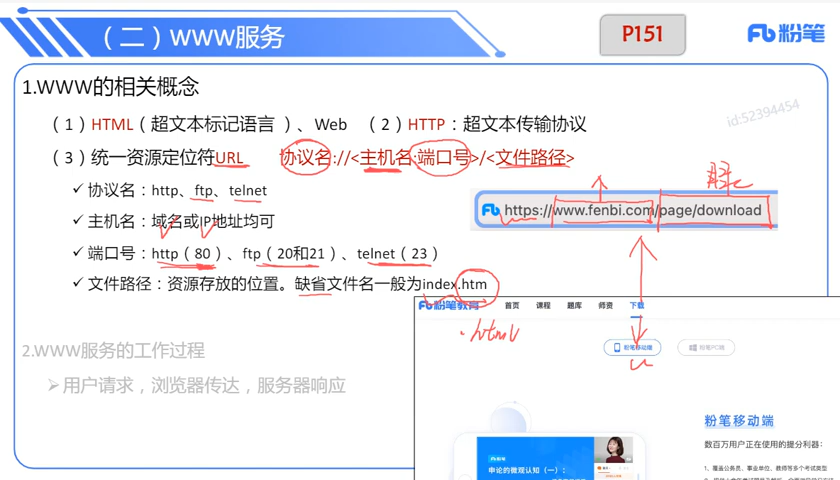 （二）WWW服务
P151
粉笔
1.WWW的相关概念
id:52394454
（1）HTML（超文本标记语言 ）、Web （2）HTTP：超文本传输协议
（3）统一资源定位符URL 协议名://<主机名:端口号>/<文件路径>
✓ 协议名：http、ftp、telnet
https://www.fenbi.com/page/download
✓ 主机名：域名或IP地址均可
✓ 端口号：http（80）、ftp（20和21）、telnet（23）
✓ 文件路径：资源存放的位置。缺省文件名一般为index.htm
.html
粉笔教育 首页 课程 题库 师资 下载
2.WWW服务的工作过程
粉笔移动端 粉笔PC端
➢ 用户请求，浏览器传达，服务器响应
粉笔移动端
数百万用户正在使用的提分利器：
粉笔
申论的微观认知（一）：